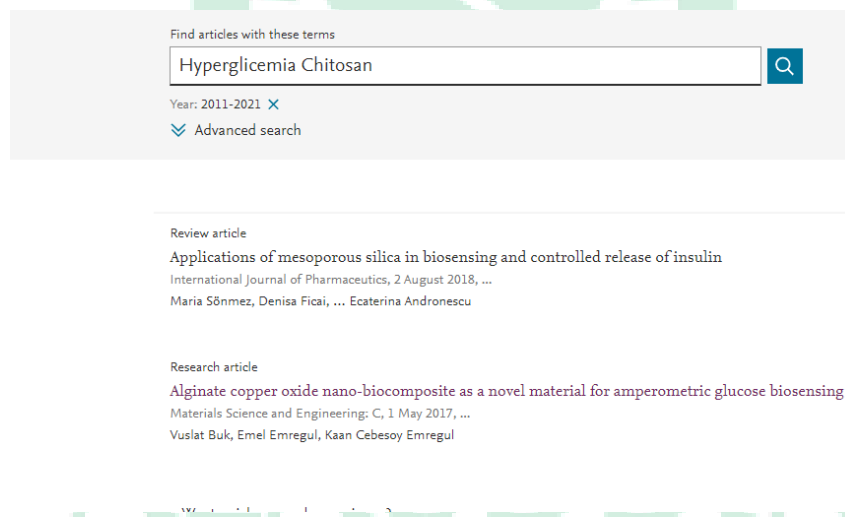 Find articles with these terms
Hyperglicemia Chitosan
Year: 2011-2021 ✕
Advanced search
Review article
Applications of mesoporous silica in biosensing and controlled release of insulin
International Journal of Pharmaceutics, 2 August 2018, ...
Maria Sönmez, Denisa Ficai, ... Ecaterina Andronescu
Research article
Alginate copper oxide nano-biocomposite as a novel material for amperometric glucose biosensing
Materials Science and Engineering: C, 1 May 2017, ...
Vuslat Buk, Emel Emregul, Kaan Cebesoy Emregul